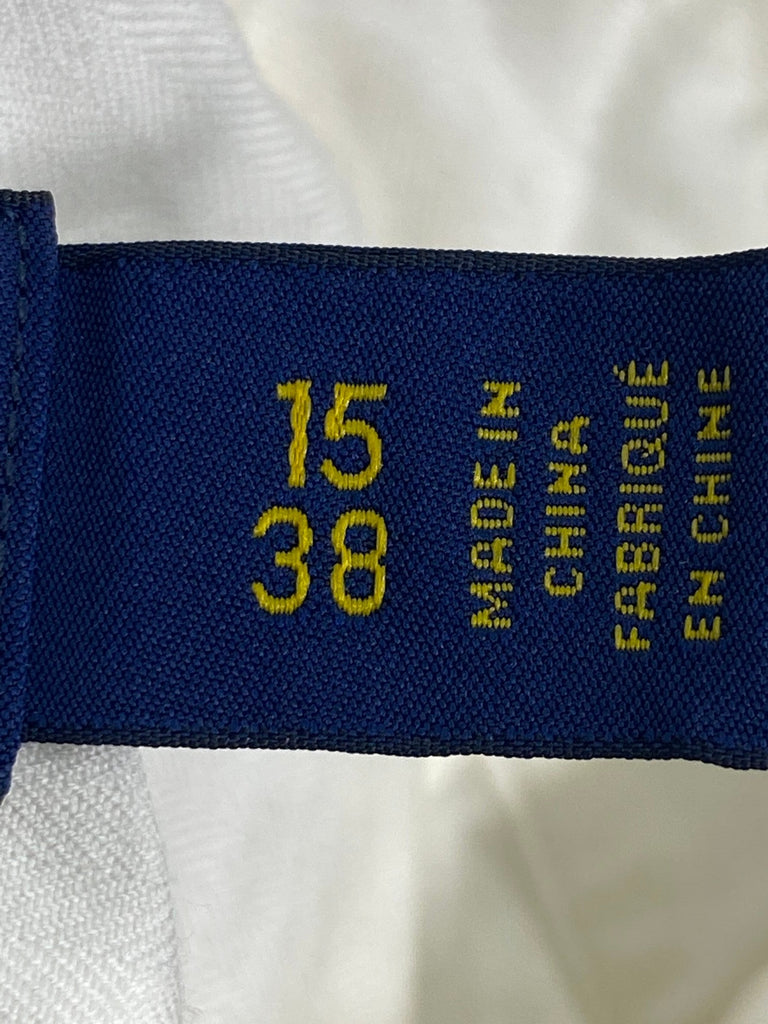 15
38
MADE IN
CHINA
FABRIQUÉ
EN CHINE